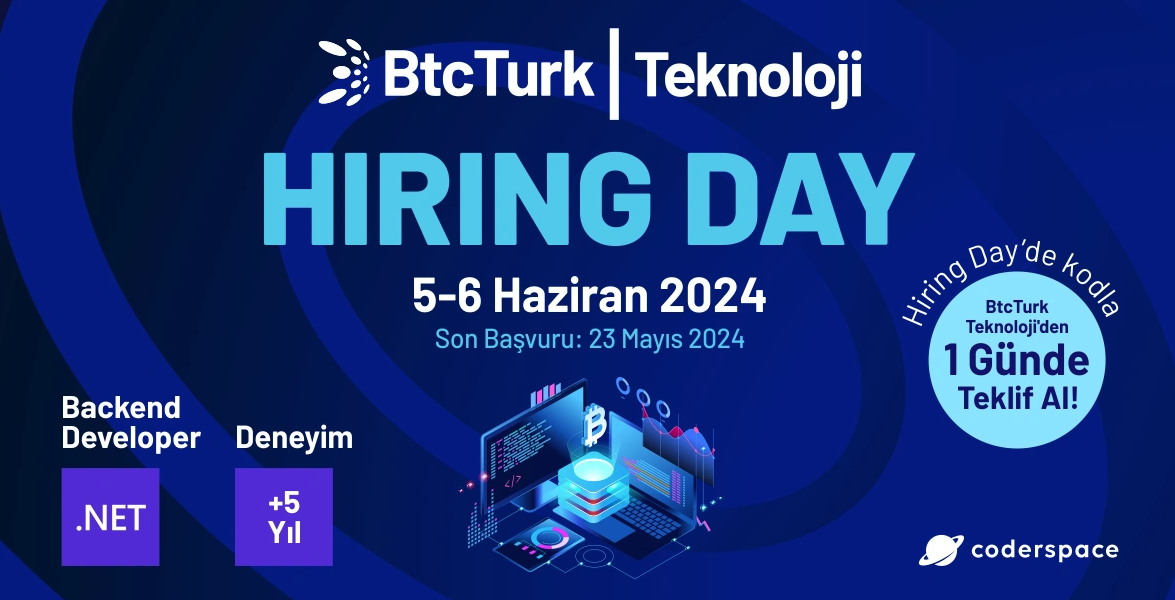 BtcTurk | Teknoloji
HIRING DAY
5-6 Haziran 2024
Son Başvuru: 23 Mayıs 2024
Hiring Day'de kodla
BtcTurk
Teknoloji'den
1 Günde
Teklif Al!
Backend
Developer
.NET
Deneyim
+5
Yıl
</>
coderspace